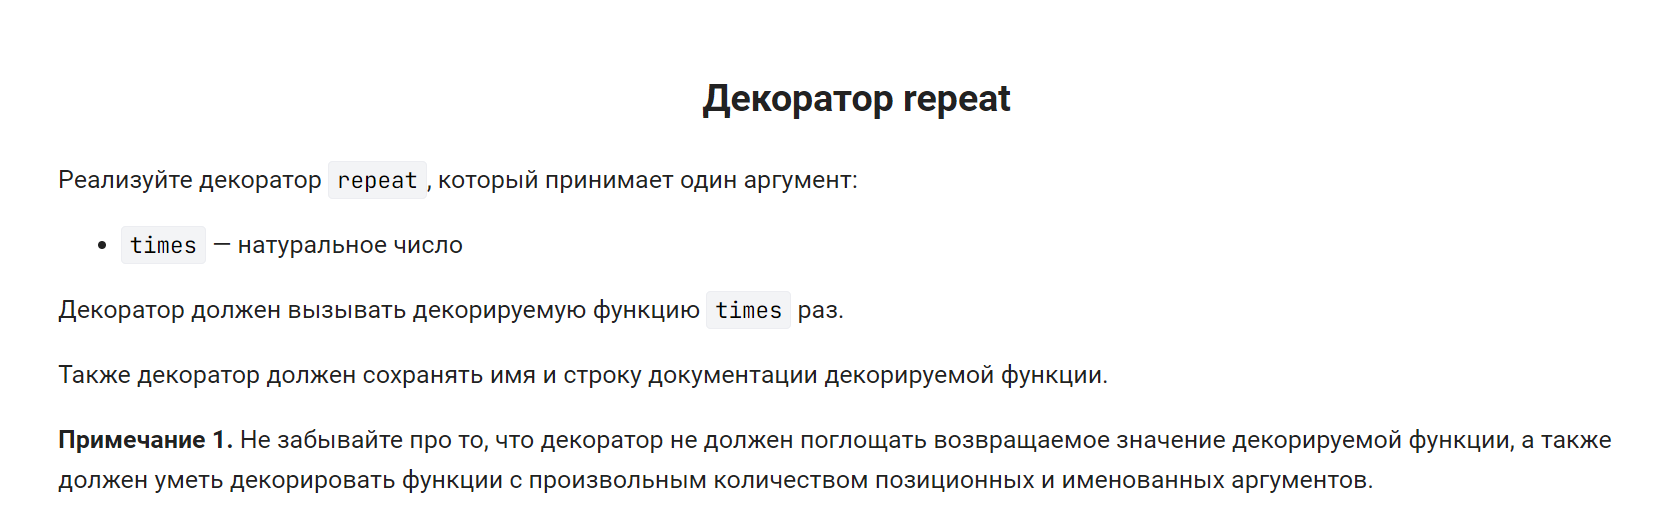 Декоратор repeat
Реализуйте декоратор repeat, который принимает один аргумент:
• times — натуральное число
Декоратор должен вызывать декорируемую функцию times раз.
Также декоратор должен сохранять имя и строку документации декорируемой функции.
Примечание 1. Не забывайте про то, что декоратор не должен поглощать возвращаемое значение декорируемой функции, а также
должен уметь декорировать функции с произвольным количеством позиционных и именованных аргументов.